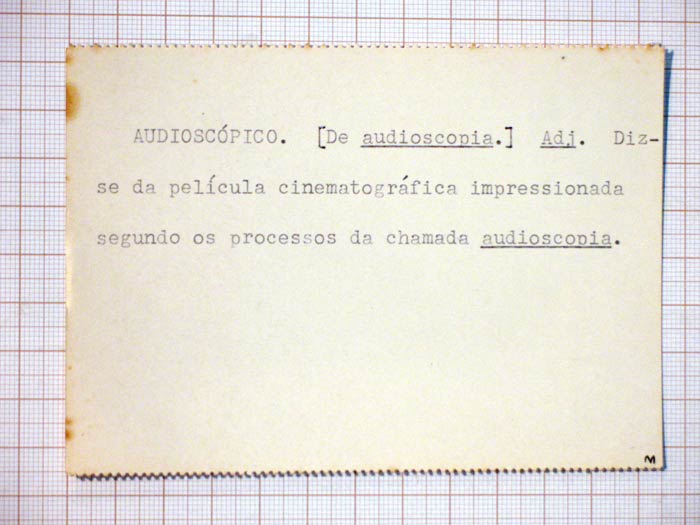 AUDIOSCÓPICO. [De audioscopia.] Adj. Diz-
se da película cinematográfica impressionada
segundo os processos da chamada audioscopia.
M